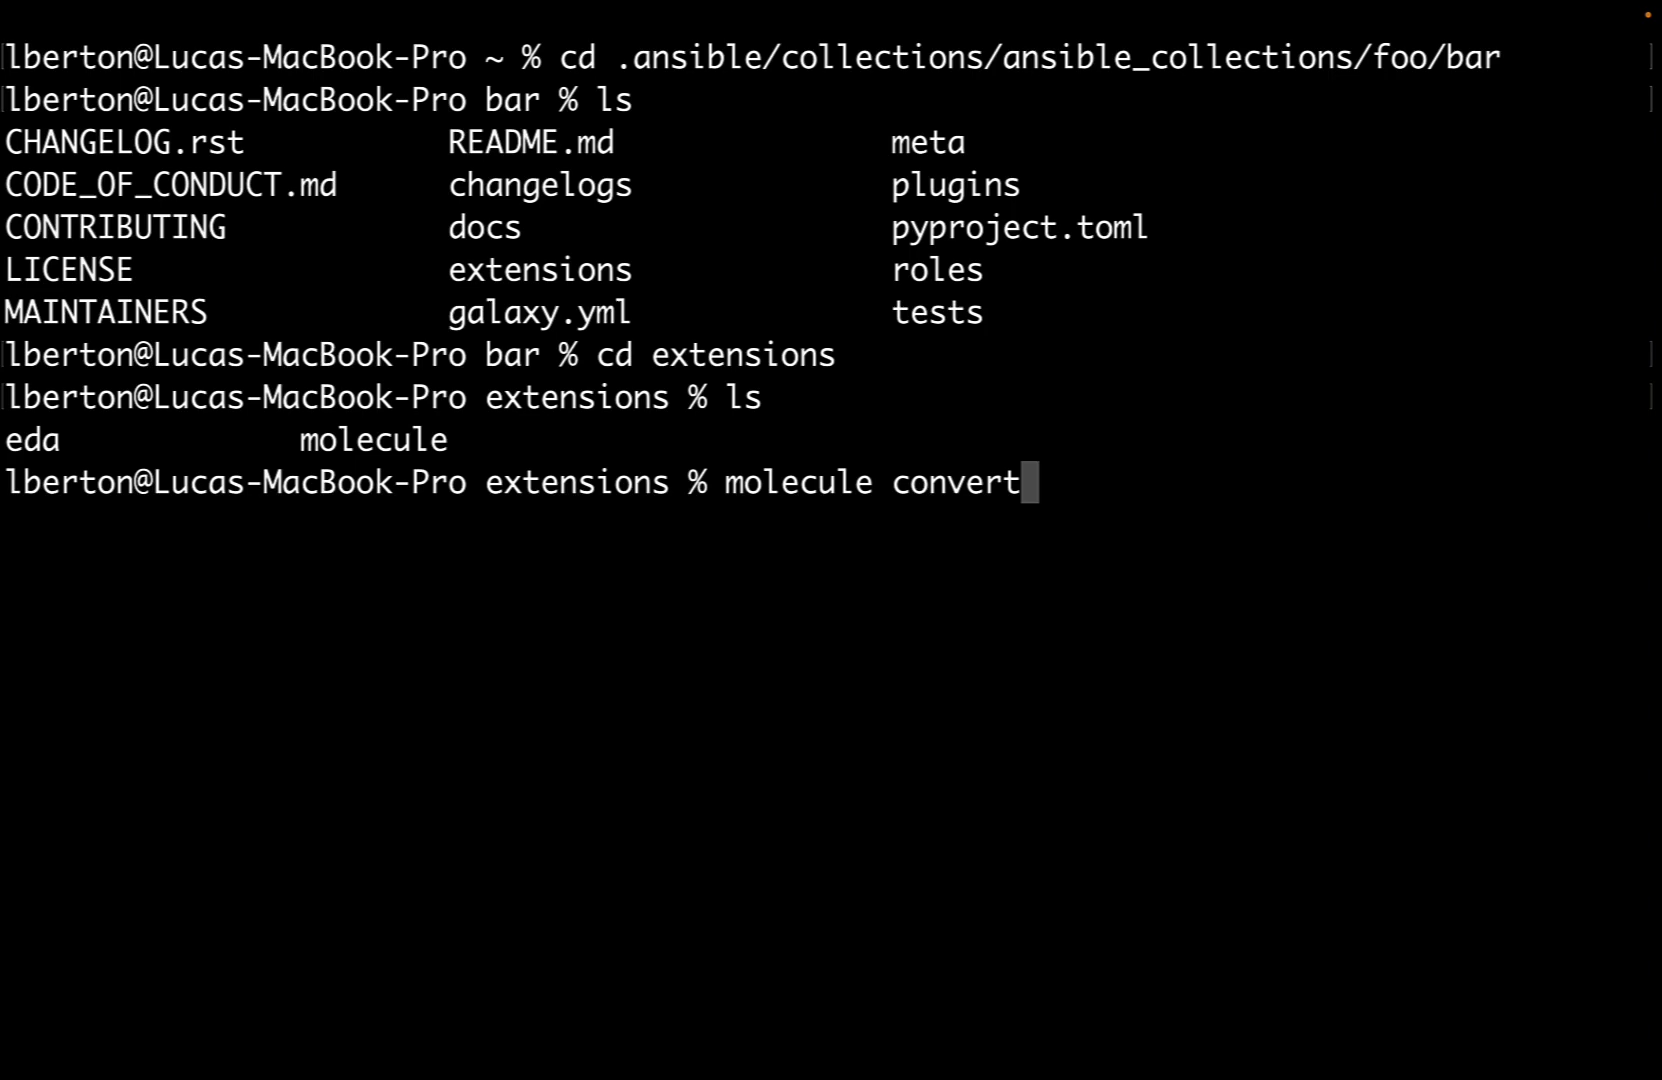 lberton@Lucas-MacBook-Pro ~ % cd .ansible/collections/ansible_collections/foo/bar
lberton@Lucas-MacBook-Pro bar % ls
CHANGELOG.rst README.md meta
CODE_OF_CONDUCT.md changelogs plugins
CONTRIBUTING docs pyproject.toml
LICENSE extensions roles
MAINTAINERS galaxy.yml tests
lberton@Lucas-MacBook-Pro bar % cd extensions
lberton@Lucas-MacBook-Pro extensions % ls
eda molecule
lberton@Lucas-MacBook-Pro extensions % molecule convert